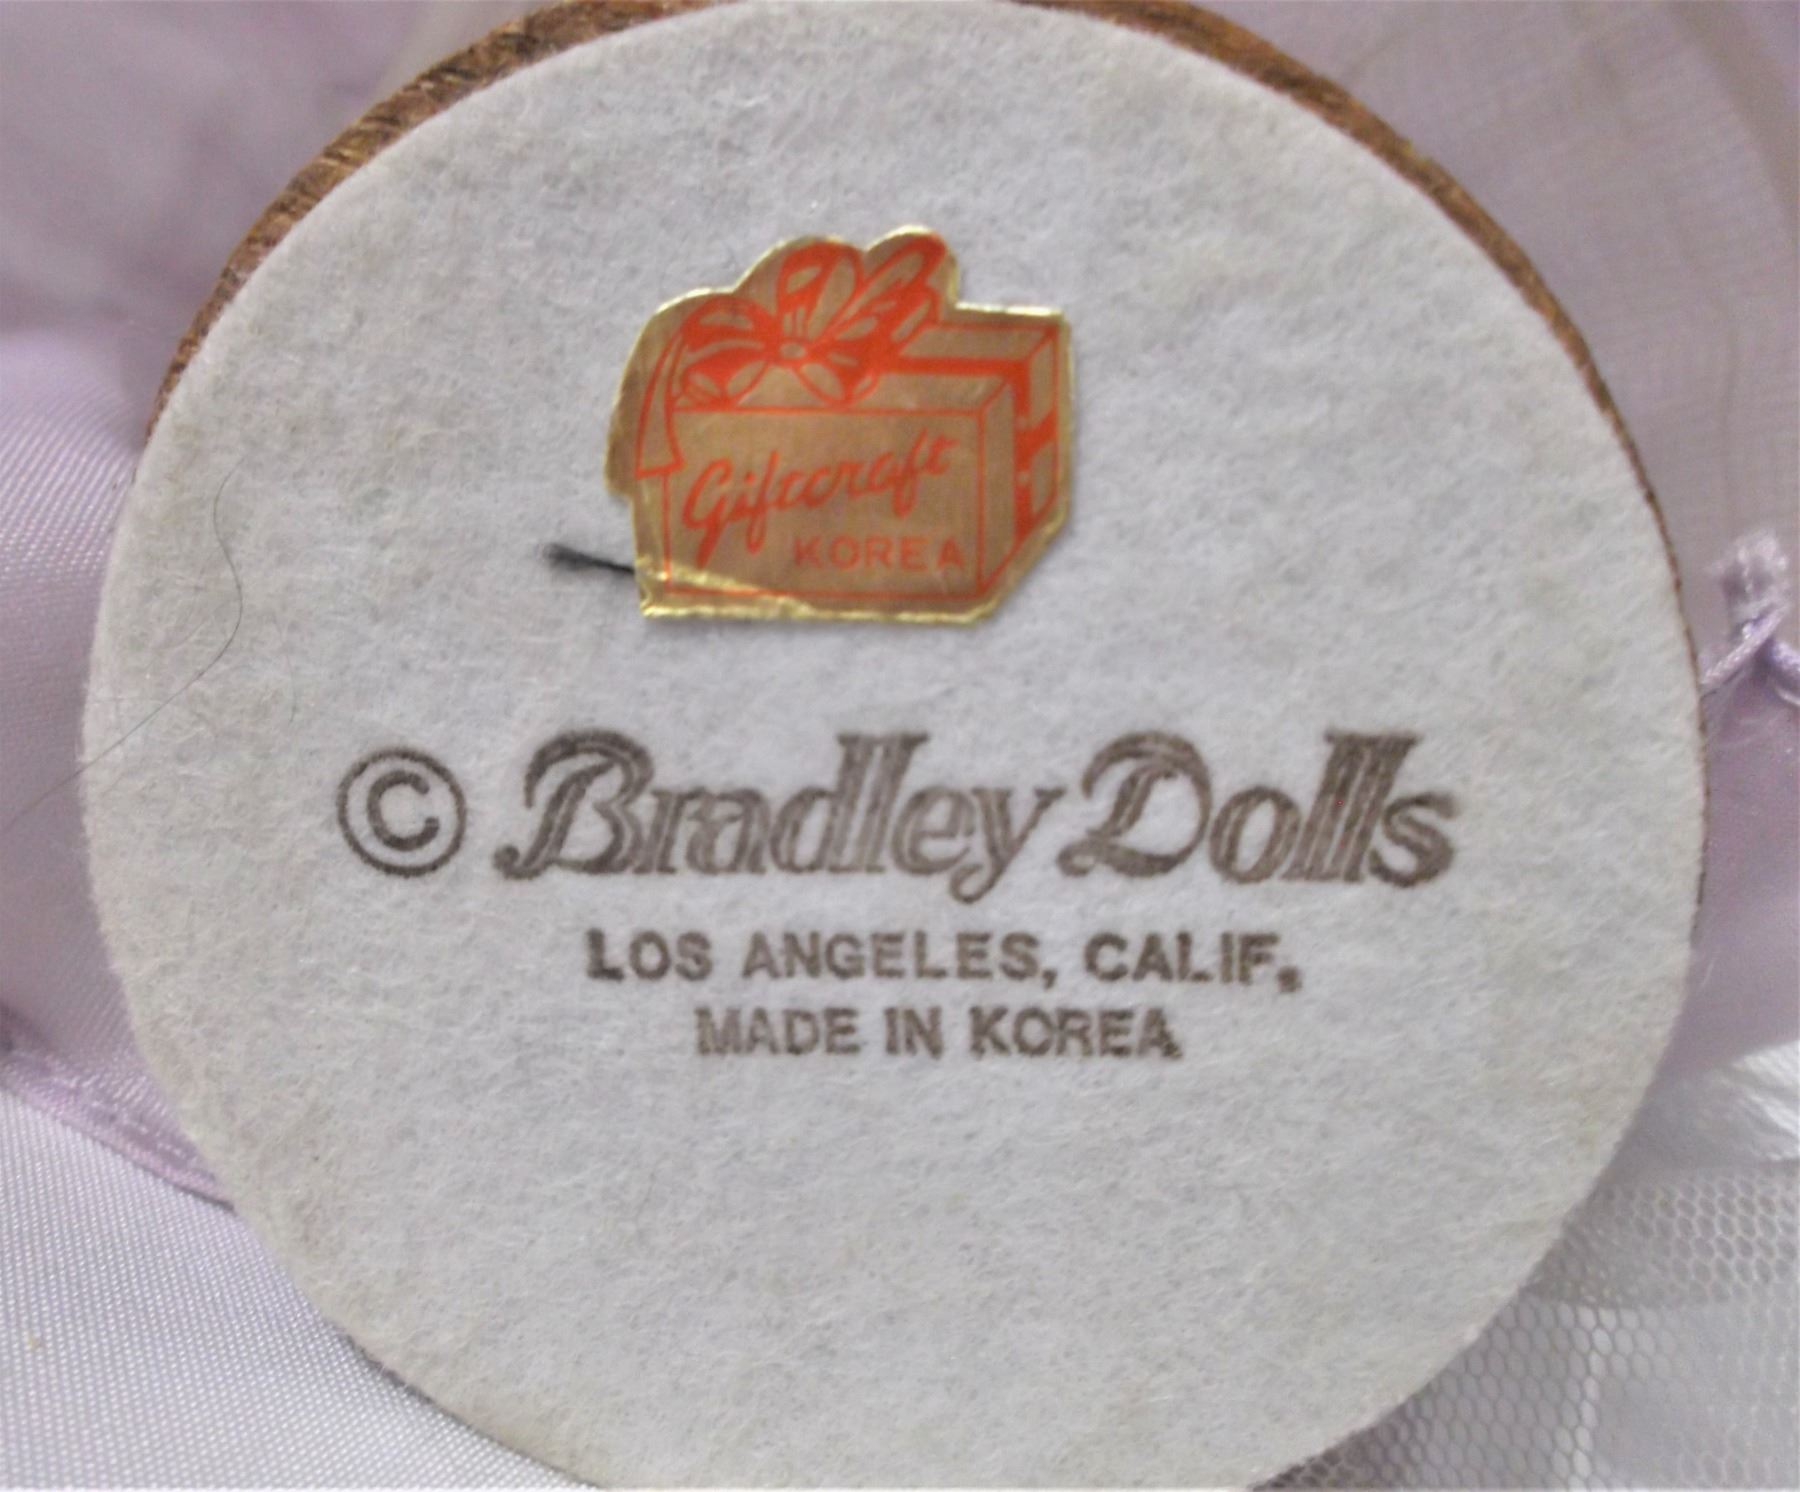 Giftcraft
KOREA
© Bradley Dolls
LOS ANGELES, CALIF.
MADE IN KOREA